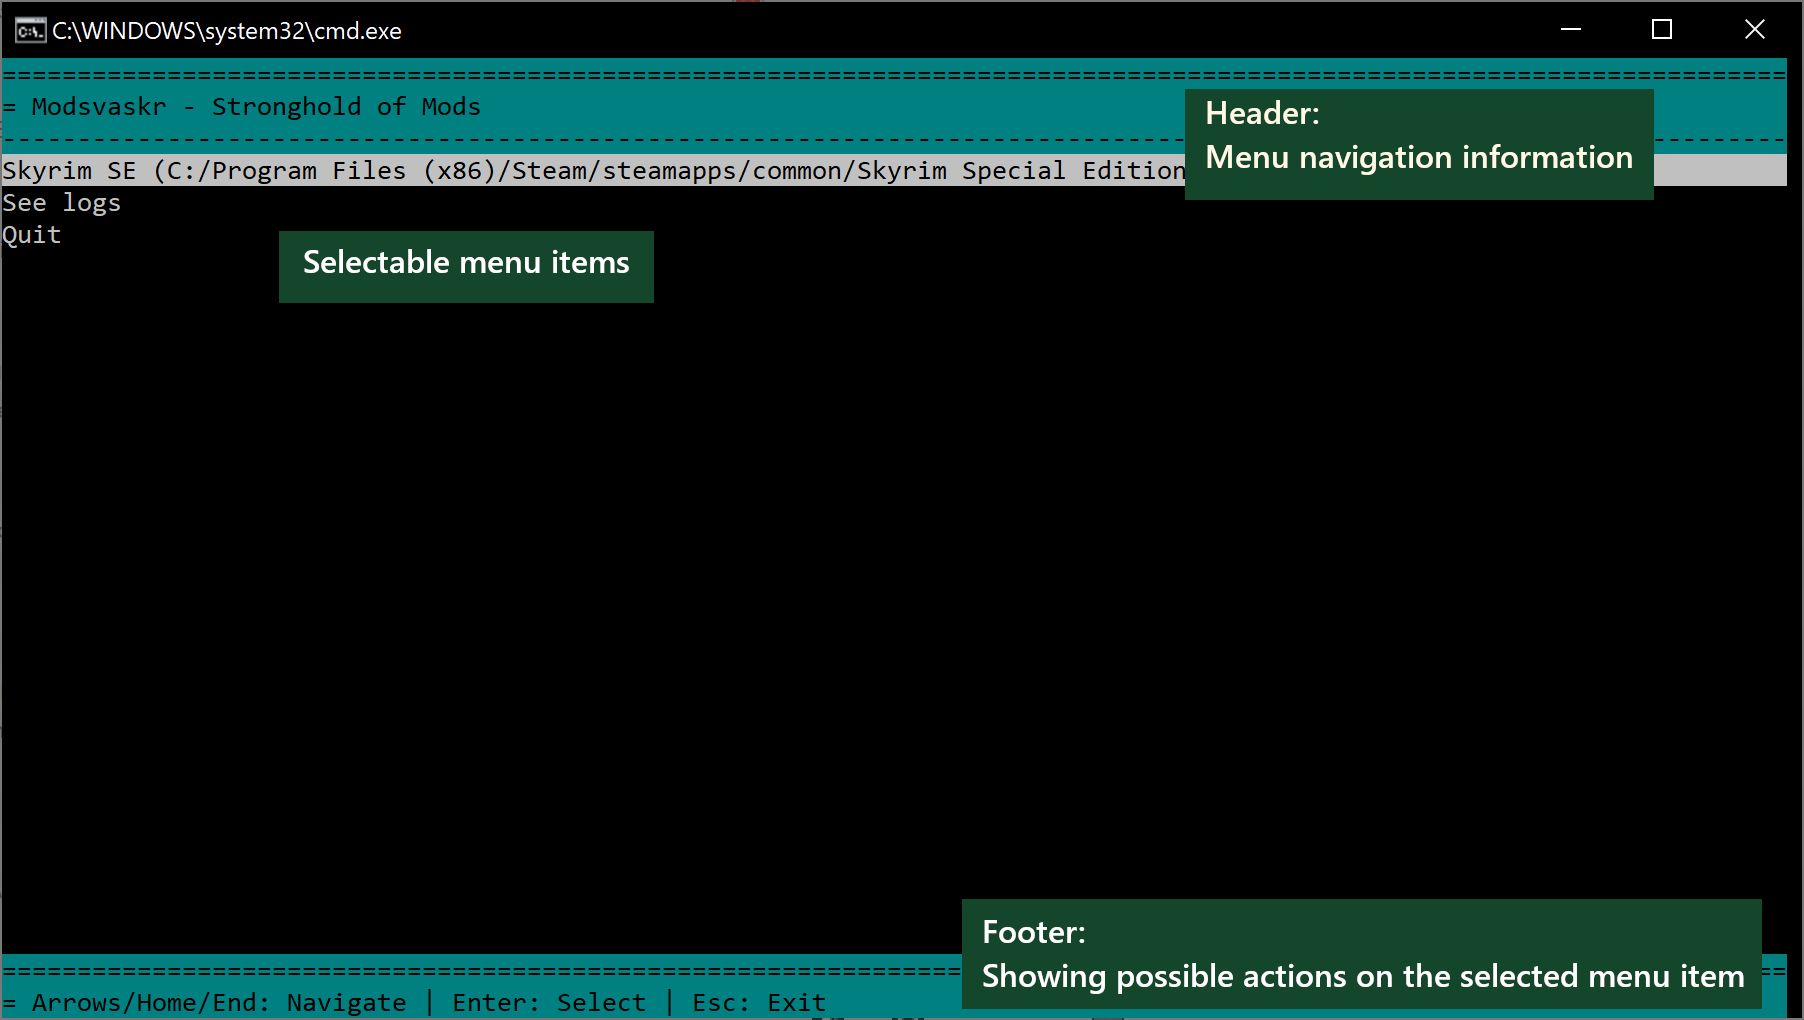 C:\WINDOWS\system32\cmd.exe
=======================================================================================================================
= Modsvaskr - Stronghold of Mods
-----------------------------------------------------------------------------------------------------------------------
Header:
Menu navigation information
Skyrim SE (C:/Program Files (x86)/Steam/steamapps/common/Skyrim Special Edition
See logs
Quit
Selectable menu items
Footer:
Showing possible actions on the selected menu item
=======================================================================================================================
= Arrows/Home/End: Navigate | Enter: Select | Esc: Exit